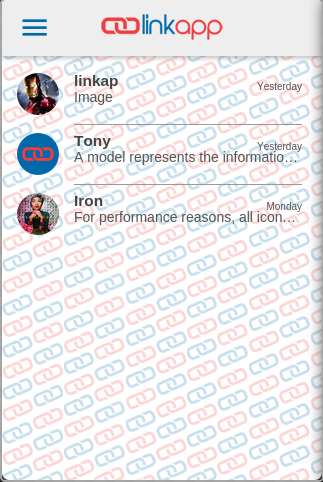 linkapp
linkap
Yesterday
Image
Tony
Yesterday
A model represents the informatio…
Iron
Monday
For performance reasons, all icon…